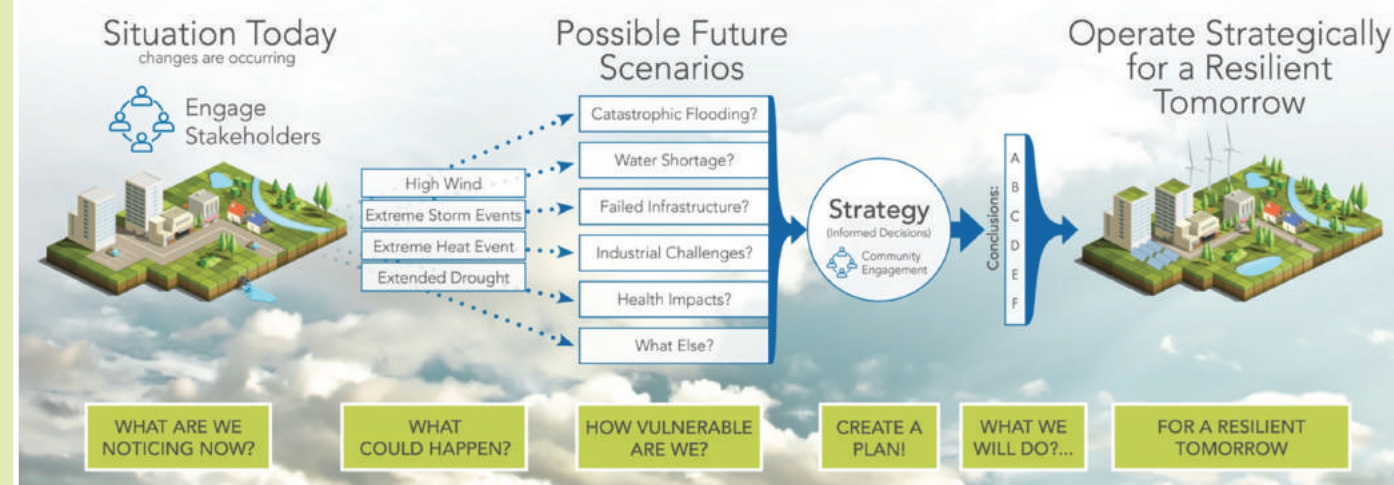 Situation Today
changes are occurring
Engage
Stakeholders
High Wind
Extreme Storm Events
Extreme Heat Event
Extended Drought
Possible Future
Scenarios
Catastrophic Flooding?
Water Shortage?
Failed Infrastructure?
Industrial Challenges?
Health Impacts?
What Else?
Strategy
(Informed Decisions)
Community
Engagement
Conclusions:
A
B
C
D
E
F
Operate Strategically
for a Resilient
Tomorrow
WHAT ARE WE
NOTICING NOW?
WHAT
COULD HAPPEN?
HOW VULNERABLE
ARE WE?
CREATE A
PLAN!
WHAT WE
WILL DO?...
FOR A RESILIENT
TOMORROW